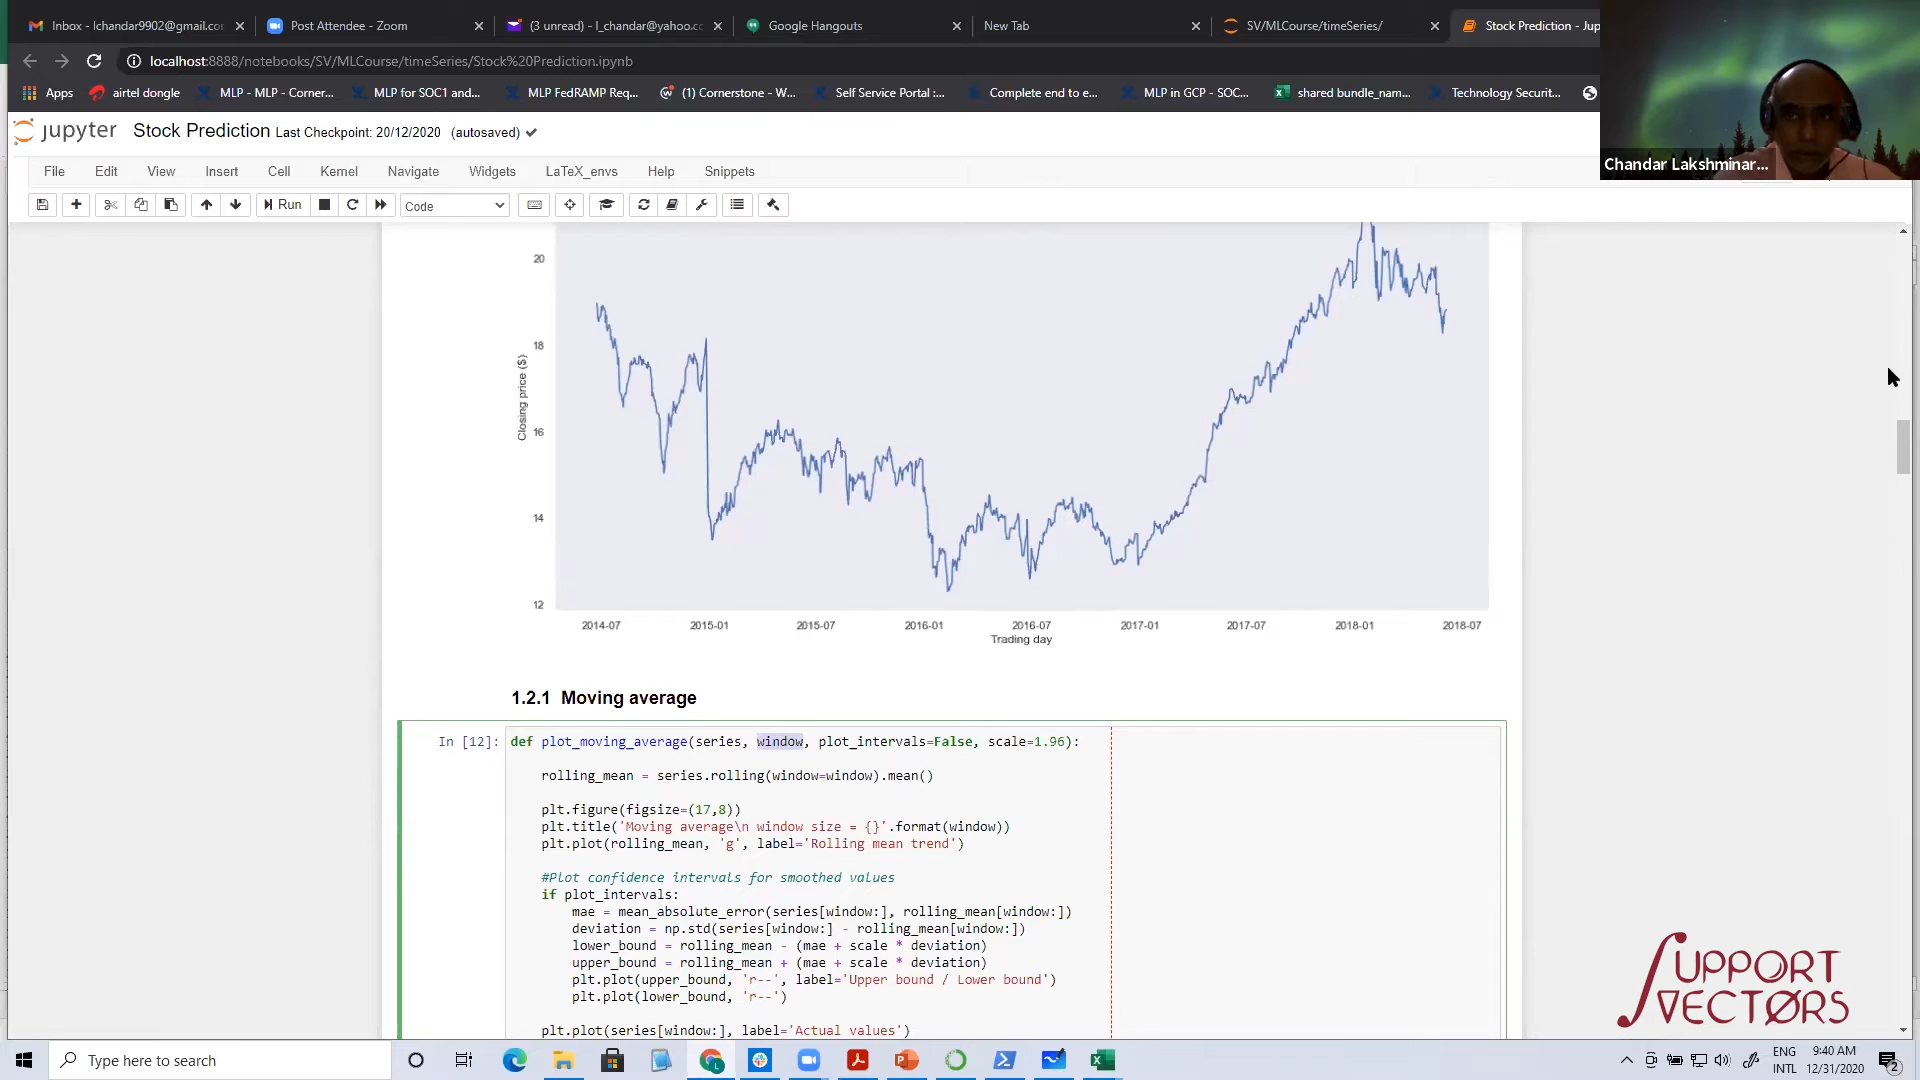 Inbox - lchandar9902@gmail.co
Post Attendee - Zoom
(3 unread) - l_chandar@yahoo.c
Google Hangouts
New Tab
SV/MLCourse/timeSeries/
Stock Prediction - Jup
localhost:8888/notebooks/SV/MLCourse/timeSeries/Stock%20Prediction.ipynb
Apps
airtel dongle
MLP - MLP - Corner...
MLP for SOC1 and...
MLP FedRAMP Req...
(1) Cornerstone - W...
Self Service Portal :...
Complete end to e...
MLP in GCP - SOC...
shared bundle_nam...
Technology Securit...
Chandar Lakshminar...
jupyter Stock Prediction Last Checkpoint: 20/12/2020 (autosaved)
File Edit View Insert Cell Kernel Navigate Widgets LaTeX_envs Help Snippets
Run
Code
20
18
16
14
12
Closing price ($)
2014-07 2015-01 2015-07 2016-01 2016-07 2017-01 2017-07 2018-01 2018-07
Trading day
1.2.1 Moving average
In [12]: def plot_moving_average(series, window, plot_intervals=False, scale=1.96):
rolling_mean = series.rolling(window=window).mean()
plt.figure(figsize=(17,8))
plt.title('Moving average\n window size = {}'.format(window))
plt.plot(rolling_mean, 'g', label='Rolling mean trend')
#Plot confidence intervals for smoothed values
if plot_intervals:
mae = mean_absolute_error(series[window:], rolling_mean[window:])
deviation = np.std(series[window:] - rolling_mean[window:])
lower_bound = rolling_mean - (mae + scale * deviation)
upper_bound = rolling_mean + (mae + scale * deviation)
plt.plot(upper_bound, 'r--', label='Upper bound / Lower bound')
plt.plot(lower_bound, 'r--')
plt.plot(series[window:], label='Actual values')
SUPPORT
VECTORS
Type here to search
ENG
INTL
9:40 AM
12/31/2020
2